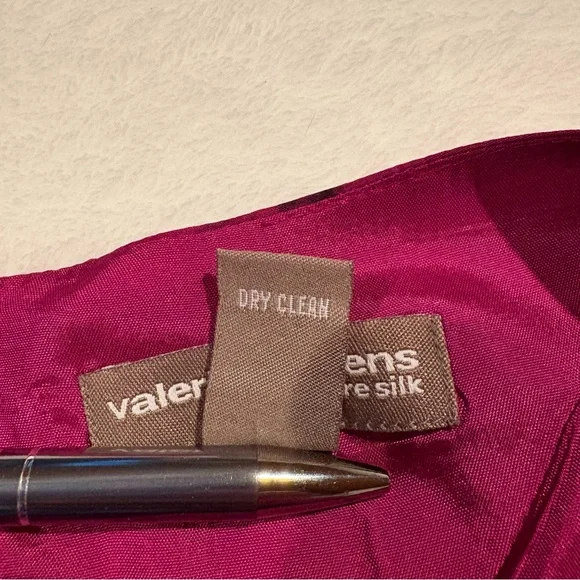 DRY CLEAN
valer ens
re silk